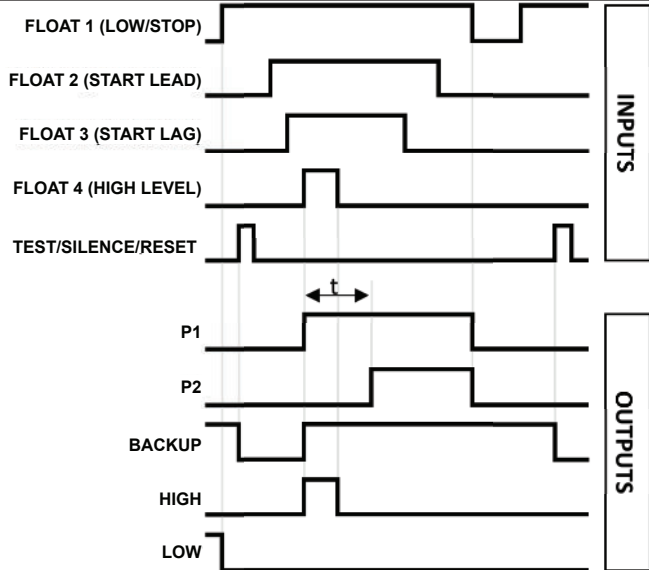 FLOAT 1 (LOW/STOP)
FLOAT 2 (START LEAD)
FLOAT 3 (START LAG)
FLOAT 4 (HIGH LEVEL)
TEST/SILENCE/RESET
INPUTS
t
P1
P2
BACKUP
HIGH
LOW
OUTPUTS